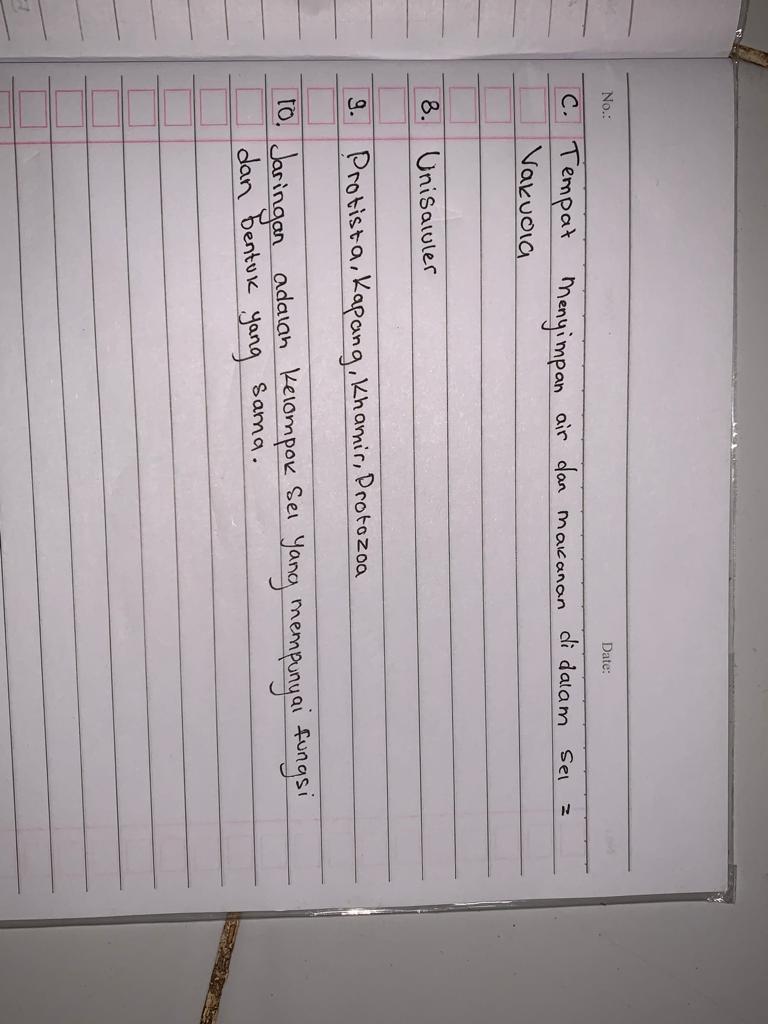 No.:
Date:
C. Tempat menyimpan air dan makanan di dalam sel =
Vakuola
8. Unisaluler
9. Protista, Kapang, Khamir, Protozoa
10. Jaringan adalah kelompok sel yang mempunyai fungsi
dan bentuk yang sama.